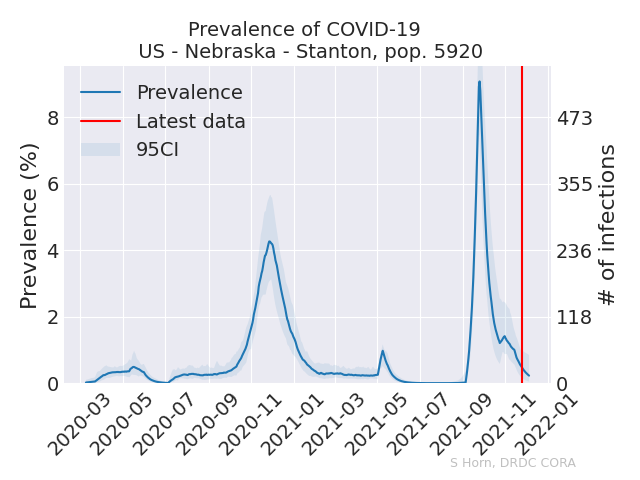 Prevalence of COVID-19
US - Nebraska - Stanton, pop. 5920
Prevalence
Latest data
95CI
Prevalence (%)
8
6
4
2
0
473
355
236
118
0
# of infections
2020-03
2020-05
2020-07
2020-09
2020-11
2021-01
2021-03
2021-05
2021-07
2021-09
2021-11
2022-01
S Horn, DRDC CORA